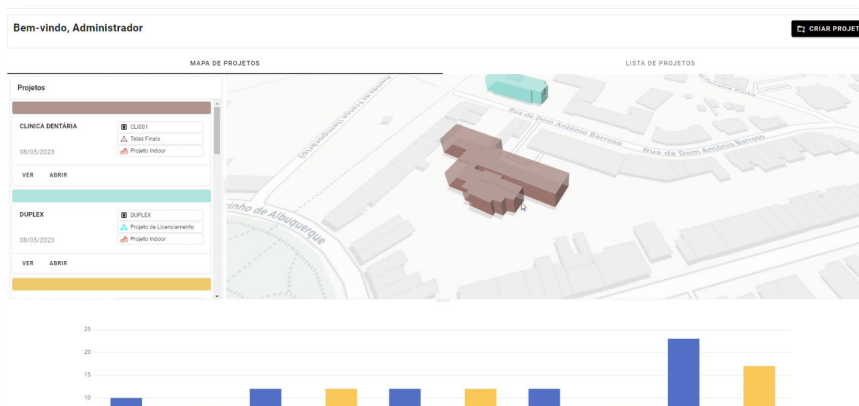 Bem-vindo, Administrador
CRIAR PROJET
MAPA DE PROJETOS
LISTA DE PROJETOS
Projetos
CLINICA DENTÁRIA
CLI001
Telas Finais
Projeto Indoor
08/05/2023
VER ABRIR
DUPLEX
DUPLEX
Projeto de Licenciamento
Projeto Indoor
08/05/2023
VER ABRIR
Rua de Dom António Barroso
Rua de Dom António Barroso
inho de Albuquerque
25
20
15
10